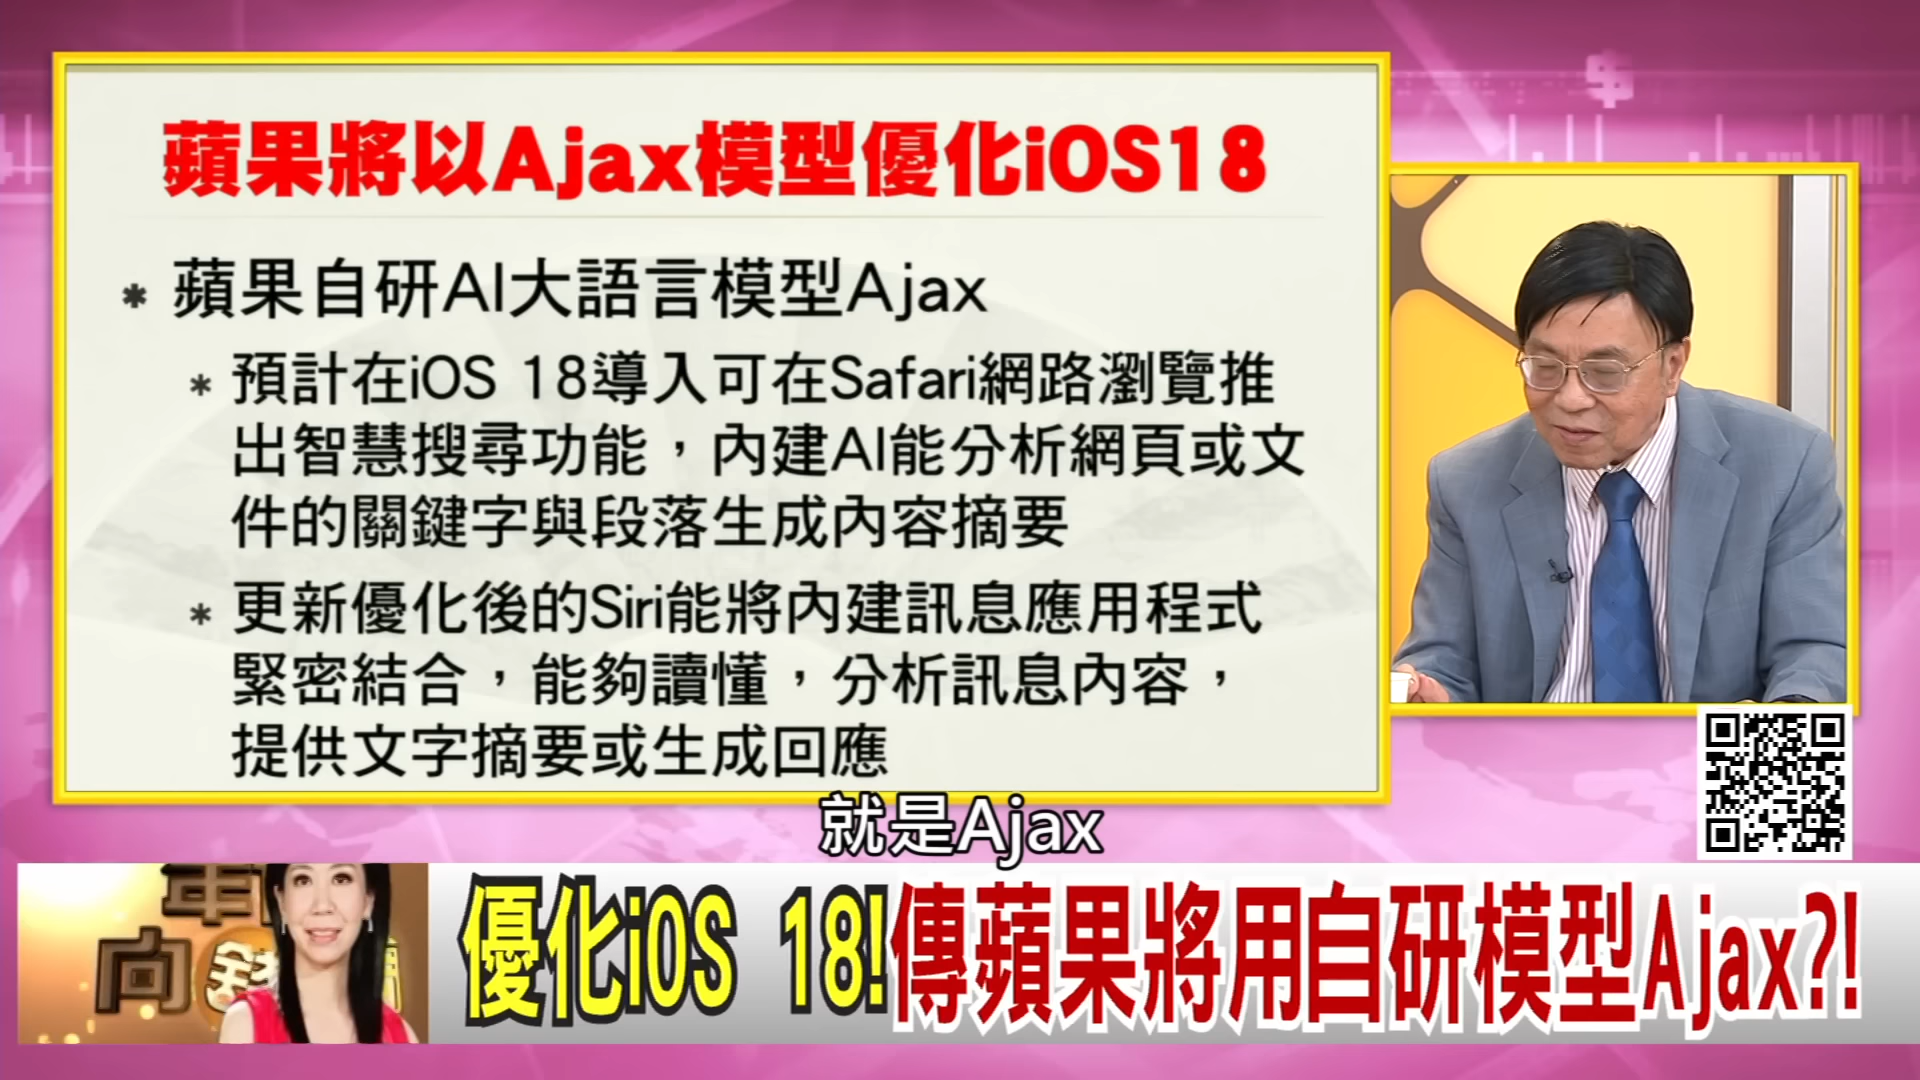 蘋果將以Ajax模型優化iOS18
* 蘋果自研AI大語言模型Ajax
* 預計在iOS 18導入可在Safari網路瀏覽推
出智慧搜尋功能，內建AI能分析網頁或文
件的關鍵字與段落生成內容摘要
* 更新優化後的Siri能將內建訊息應用程式
緊密結合，能夠讀懂，分析訊息內容，
提供文字摘要或生成回應
就是Ajax
向錢
優化iOS 18!傳蘋果將用自研模型Ajax?!